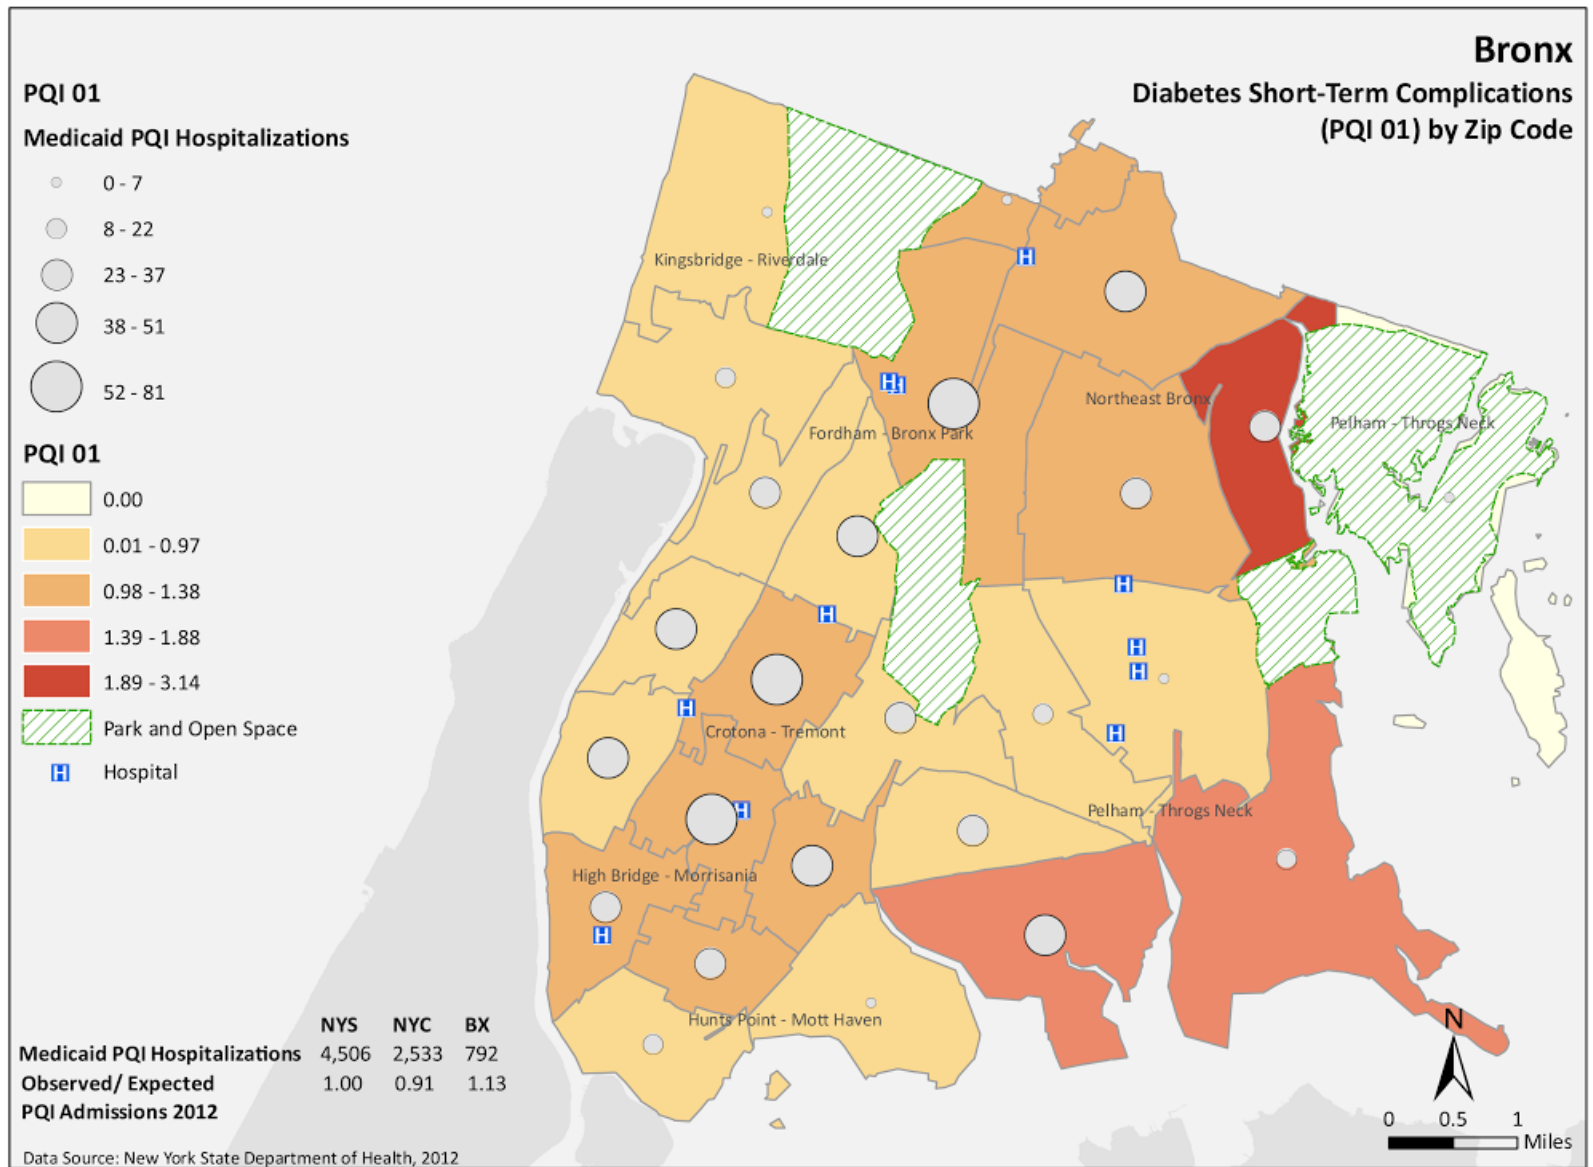 Bronx
Diabetes Short-Term Complications
(PQI 01) by Zip Code
PQI 01
Medicaid PQI Hospitalizations
0 - 7
8 - 22
23 - 37
38 - 51
52 - 81
PQI 01
0.00
0.01 - 0.97
0.98 - 1.38
1.39 - 1.88
1.89 - 3.14
Park and Open Space
H Hospital
Kingsbridge - Riverdale
H
H H
Northeast Bronx
Pelham - Throgs Neck
Fordham - Bronx Park
H
H
H
H
H
Crotona - Tremont
H
H
Pelham - Throgs Neck
High Bridge - Morrisania
H
Hunts Point - Mott Haven
NYS NYC BX
Medicaid PQI Hospitalizations 4,506 2,533 792
Observed/ Expected 1.00 0.91 1.13
PQI Admissions 2012
Data Source: New York State Department of Health, 2012
N
0 0.5 1
Miles